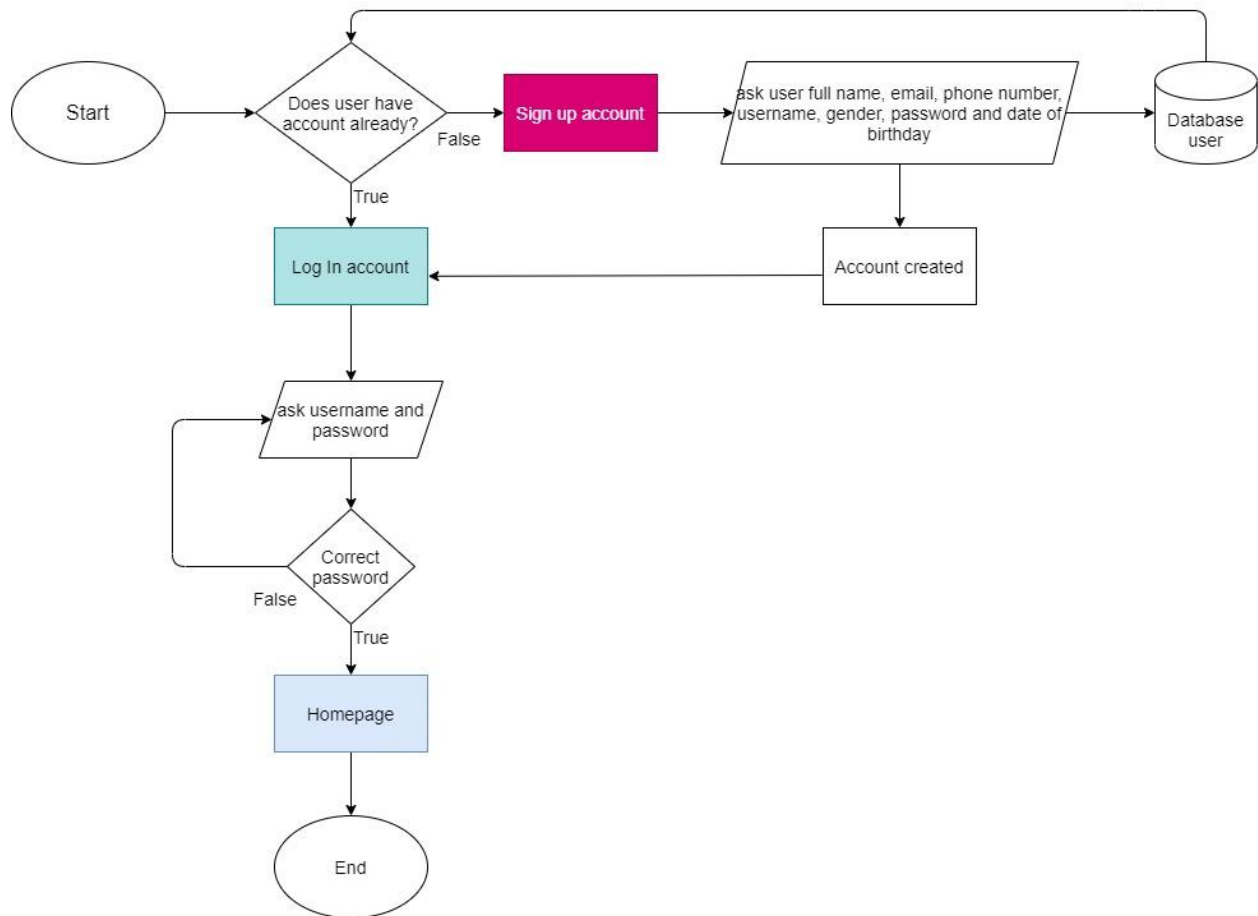 Start
Does user have
account already?
False
Sign up account
ask user full name, email, phone number,
username, gender, password and date of
birthday
Database
user
True
Log In account
Account created
ask username and
password
Correct
password
False
True
Homepage
End